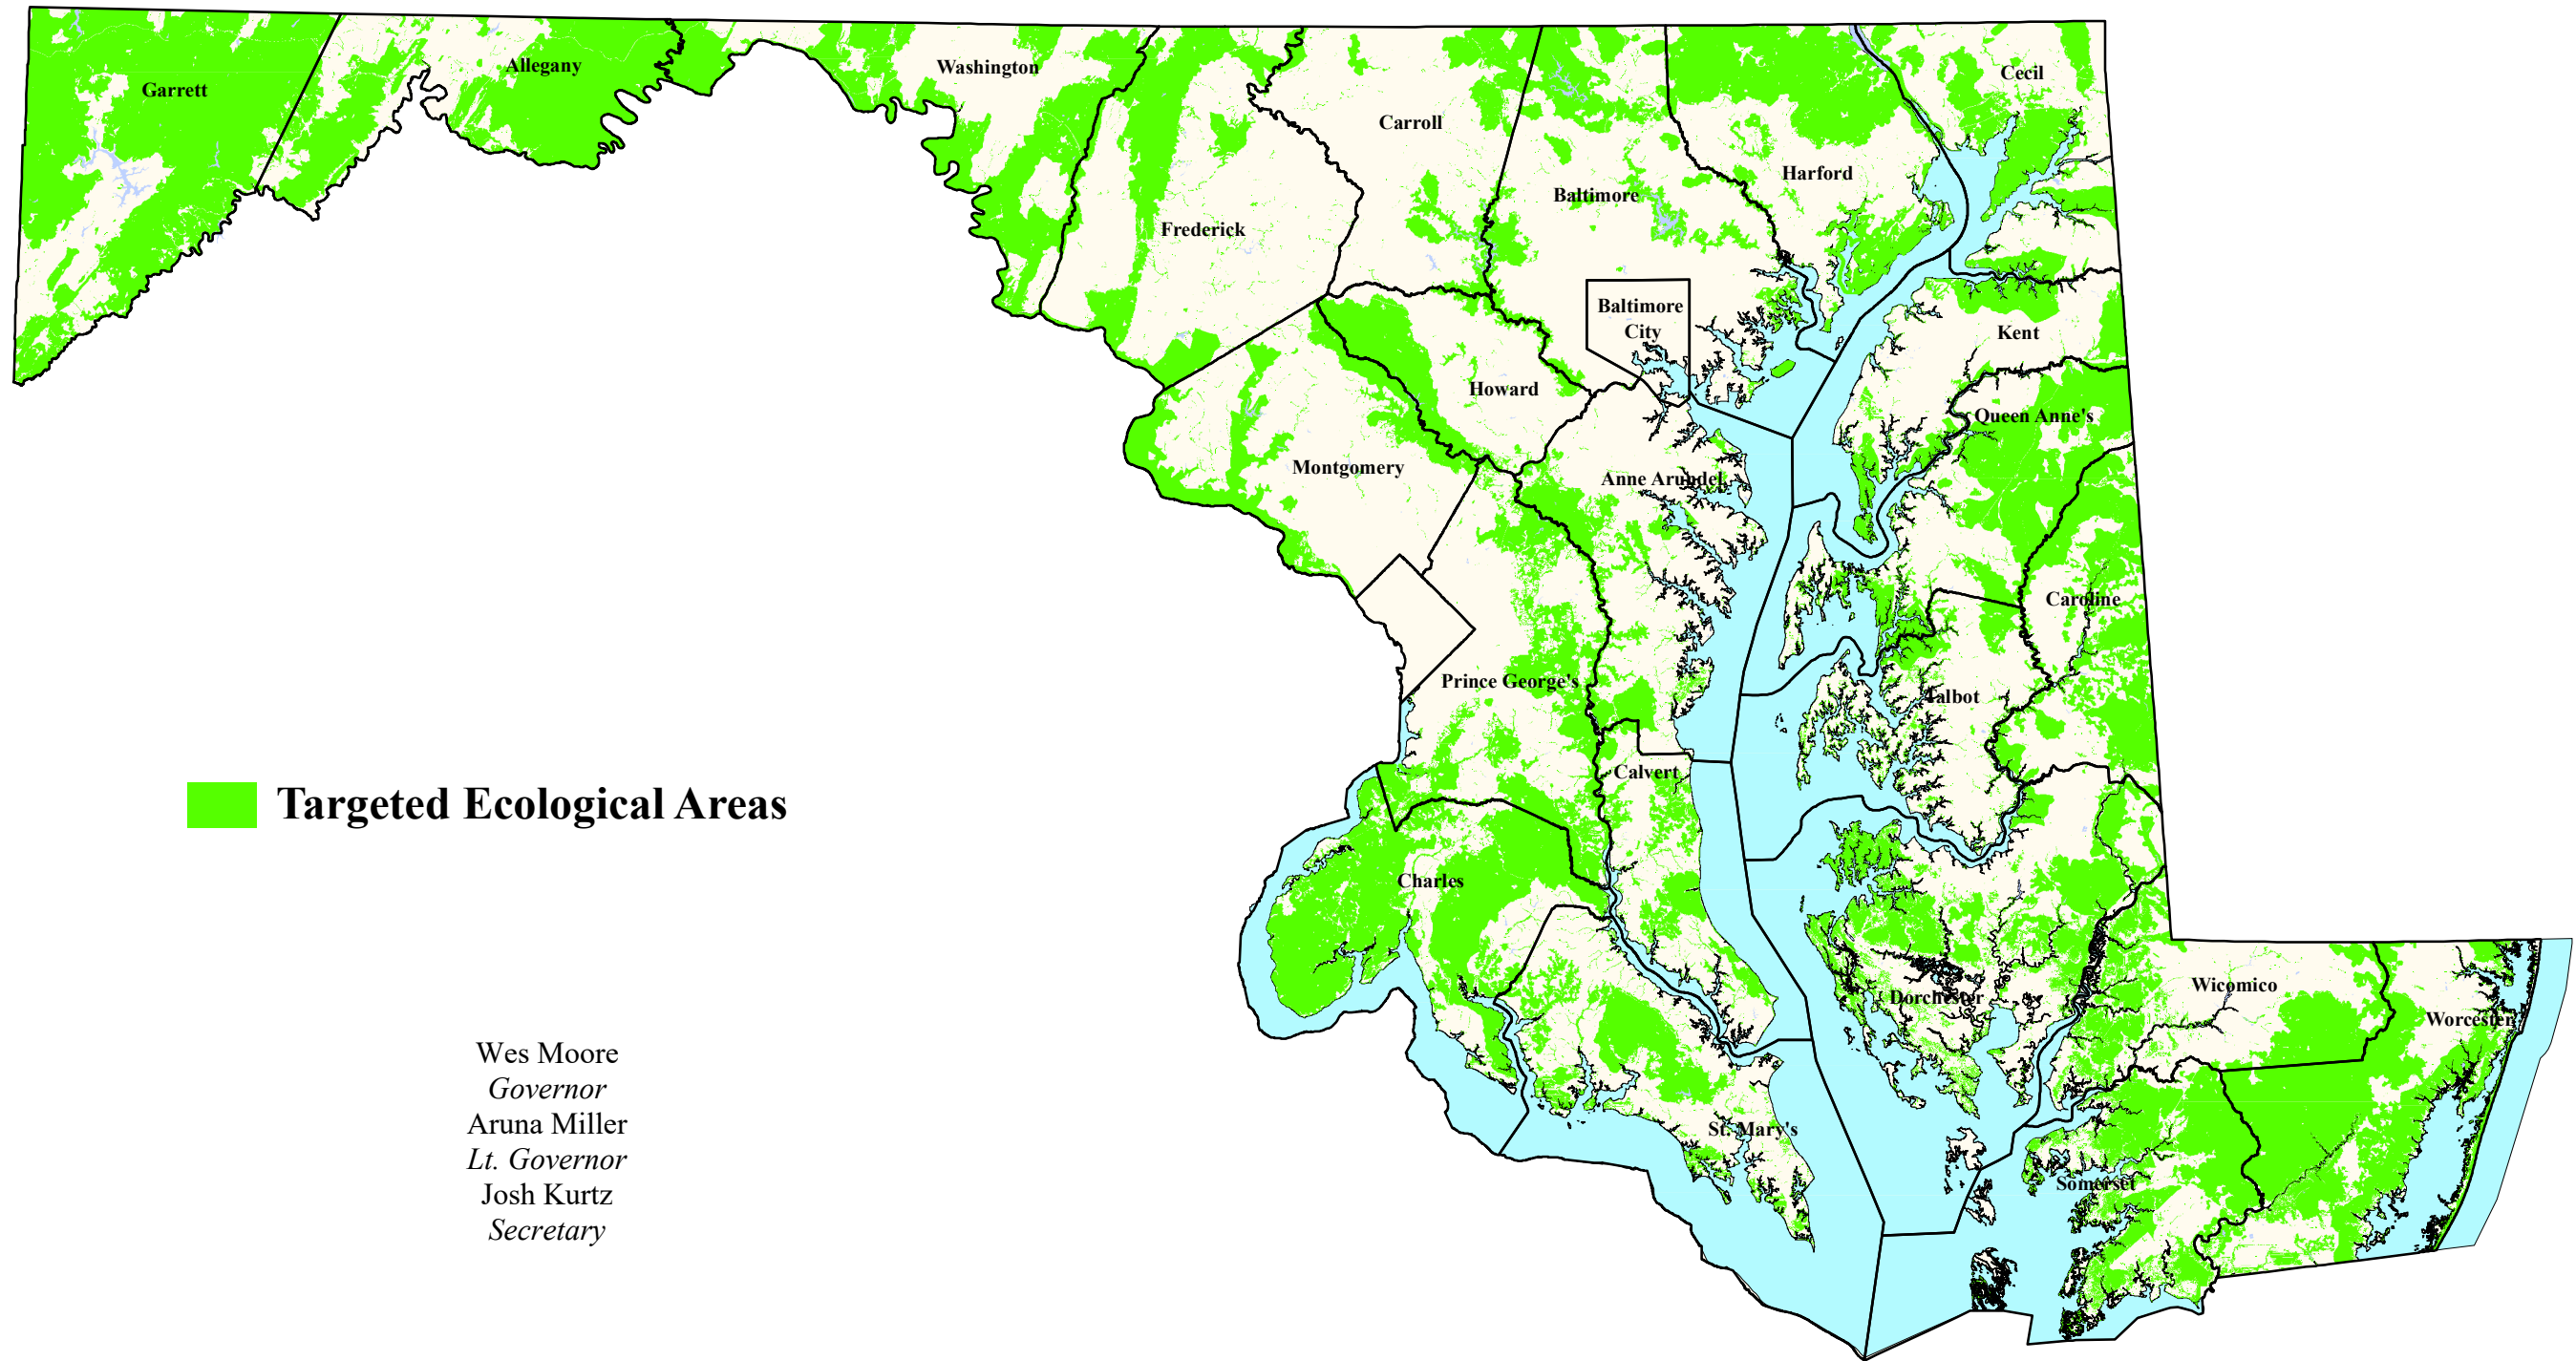 Garrett
Allegany
Washington
Frederick
Carroll
Baltimore
Harford
Cecil
Baltimore
City
Kent
Howard
Queen Anne's
Montgomery
Anne Arundel
Caroline
Prince George's
Talbot
Calvert
Targeted Ecological Areas
Charles
Dorchester
Wicomico
Worcester
St. Mary's
Somerset
Wes Moore
Governor
Aruna Miller
Lt. Governor
Josh Kurtz
Secretary